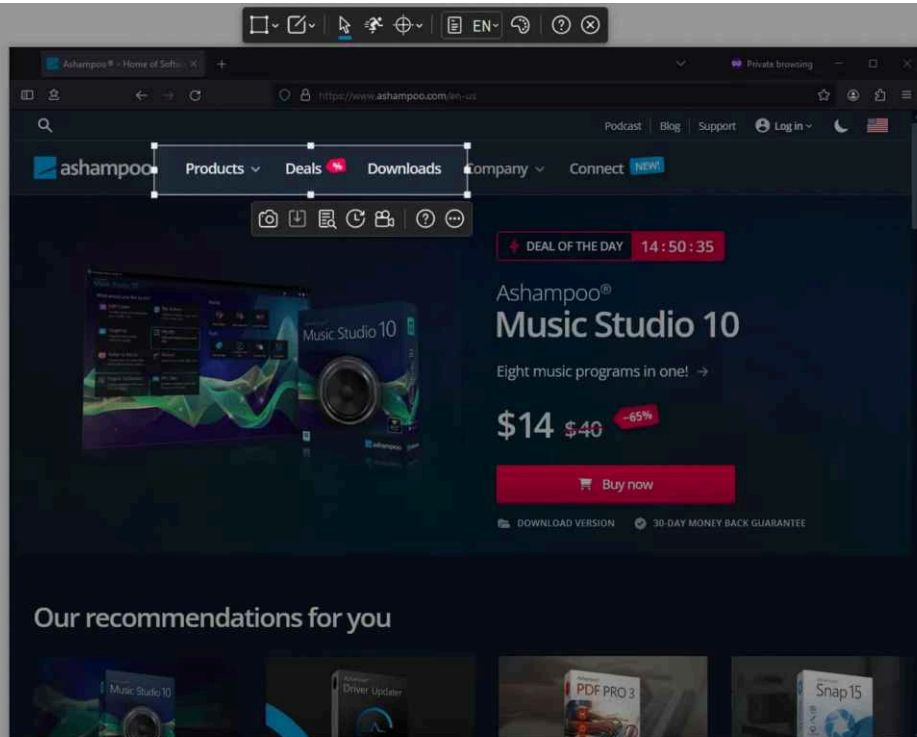 EN
Ashampoo® - Home of Softw
Private browsing
https://www.ashampoo.com/en-us
Podcast Blog Support Log in
ashampoo Products Deals % Downloads Company Connect NEW!
DEAL OF THE DAY 14:50:35
Ashampoo®
Music Studio 10
Eight music programs in one! →
$14 $40 -65%
Buy now
DOWNLOAD VERSION 30-DAY MONEY BACK GUARANTEE
Music Studio 10
ashampoo
Our recommendations for you
Music Studio 10
Driver Updater
PDF PRO 3
Snap 15